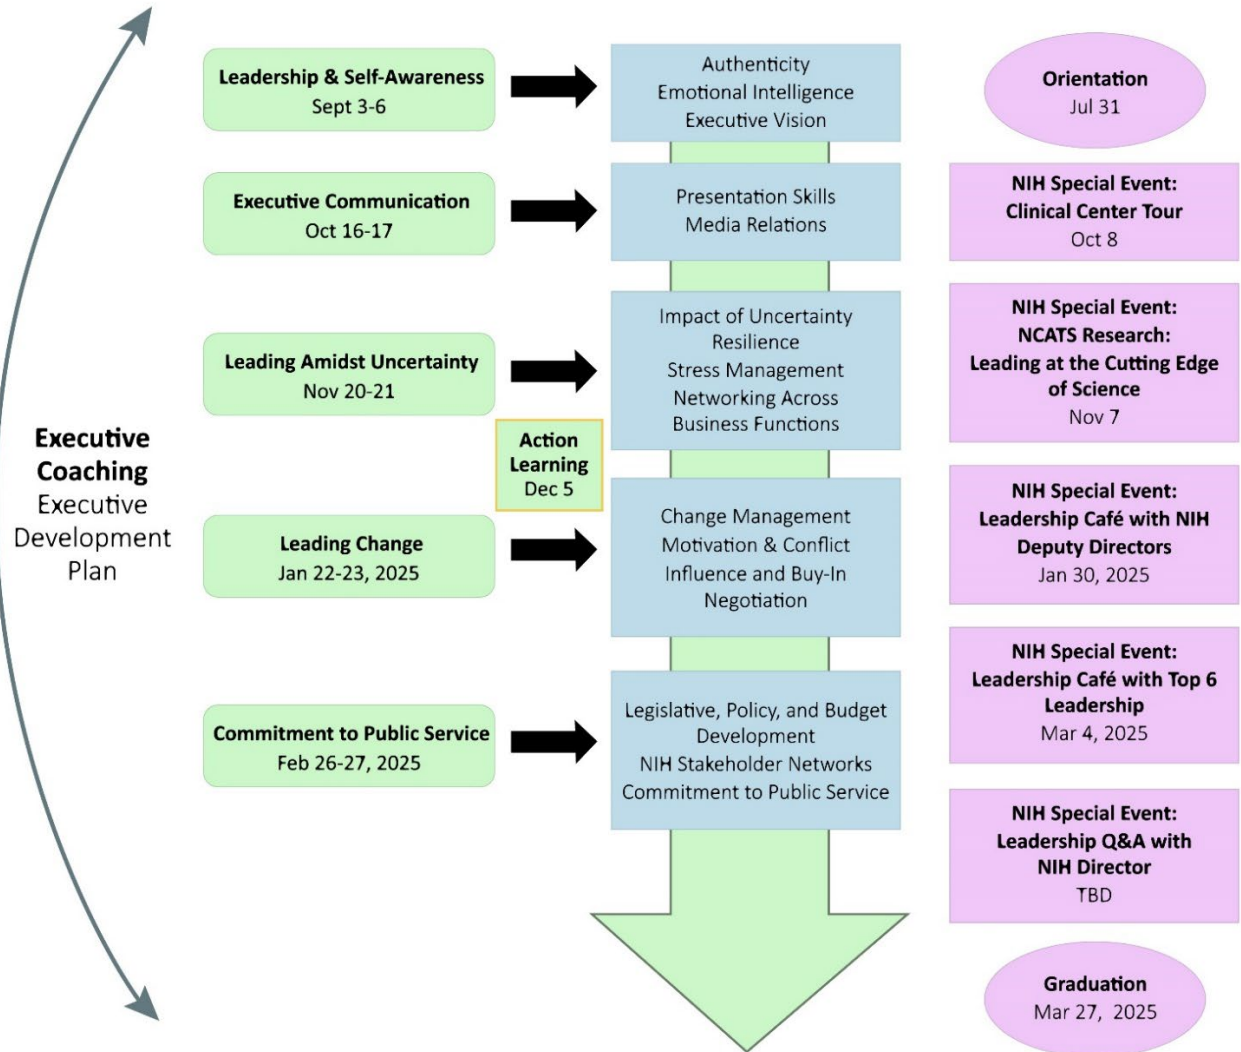 Executive
Coaching
Executive
Development
Plan
Leadership & Self-Awareness
Sept 3-6
Authenticity
Emotional Intelligence
Executive Vision
Executive Communication
Oct 16-17
Presentation Skills
Media Relations
Leading Amidst Uncertainty
Nov 20-21
Impact of Uncertainty
Resilience
Stress Management
Networking Across
Business Functions
Action
Learning
Dec 5
Leading Change
Jan 22-23, 2025
Change Management
Motivation & Conflict
Influence and Buy-In
Negotiation
Commitment to Public Service
Feb 26-27, 2025
Legislative, Policy, and Budget
Development
NIH Stakeholder Networks
Commitment to Public Service
Orientation
Jul 31
NIH Special Event:
Clinical Center Tour
Oct 8
NIH Special Event:
NCATS Research:
Leading at the Cutting Edge
of Science
Nov 7
NIH Special Event:
Leadership Café with NIH
Deputy Directors
Jan 30, 2025
NIH Special Event:
Leadership Café with Top 6
Leadership
Mar 4, 2025
NIH Special Event:
Leadership Q&A with
NIH Director
TBD
Graduation
Mar 27, 2025